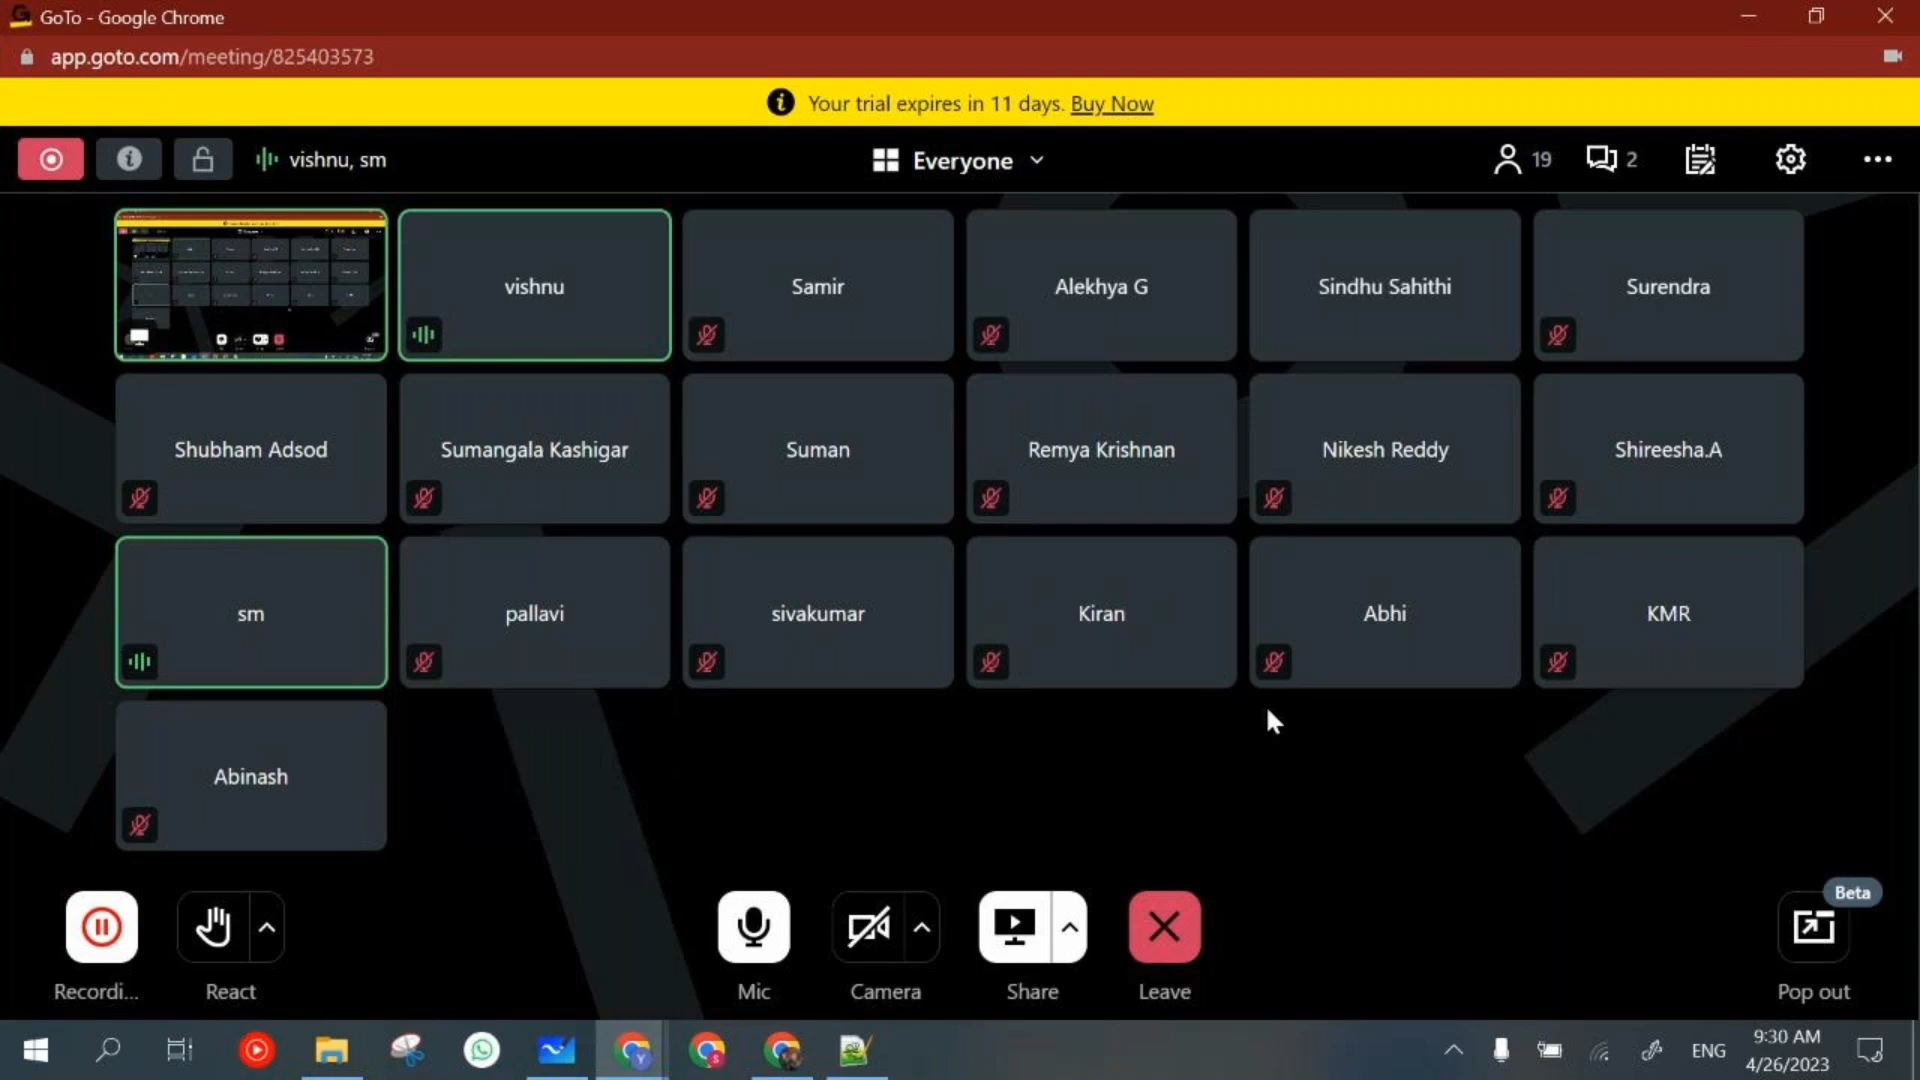 GoTo - Google Chrome
app.goto.com/meeting/825403573
Your trial expires in 11 days. Buy Now
vishnu, sm
Everyone
19
2
vishnu
Samir
Alekhya G
Sindhu Sahithi
Surendra
Shubham Adsod
Sumangala Kashigar
Suman
Remya Krishnan
Nikesh Reddy
Shireesha.A
sm
pallavi
sivakumar
Kiran
Abhi
KMR
Abinash
Beta
Recordi...
React
Mic
Camera
Share
Leave
Pop out
ENG
9:30 AM
4/26/2023